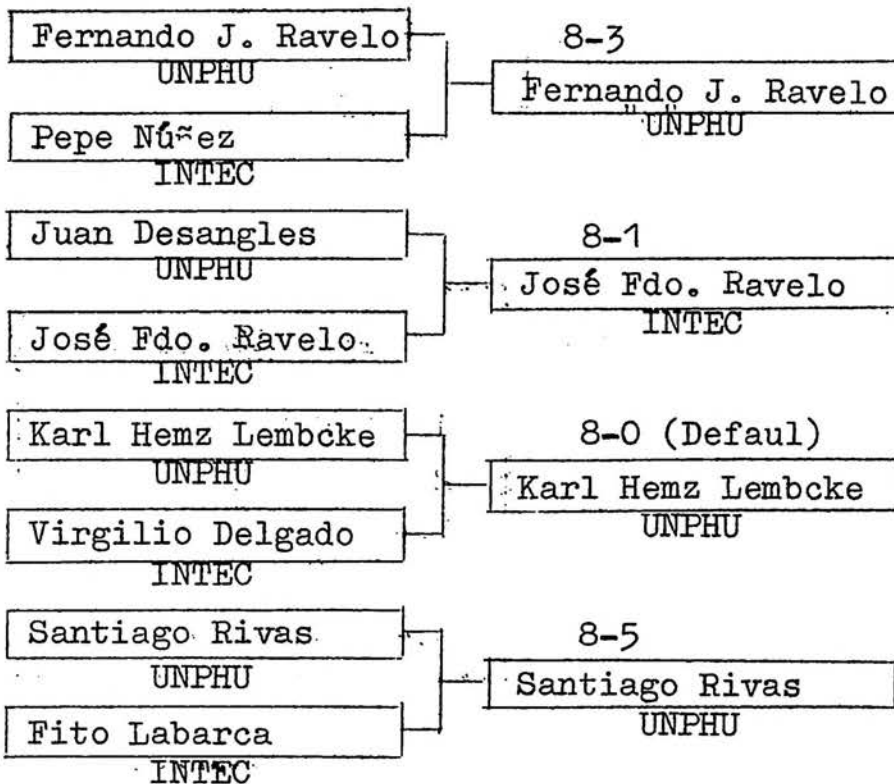 Fernando J. Ravelo
UNPHU
Pepe Núñez
INTEC
8-3
Fernando J. Ravelo
UNPHU
Juan Desangles
UNPHU
José Fdo. Ravelo
INTEC
8-1
José Fdo. Ravelo
INTEC
Karl Hemz Lembcke
UNPHU
Virgilio Delgado
INTEC
8-0 (Defaul)
Karl Hemz Lembcke
UNPHU
Santiago Rivas
UNPHU
Fito Labarca
INTEC
8-5
Santiago Rivas
UNPHU